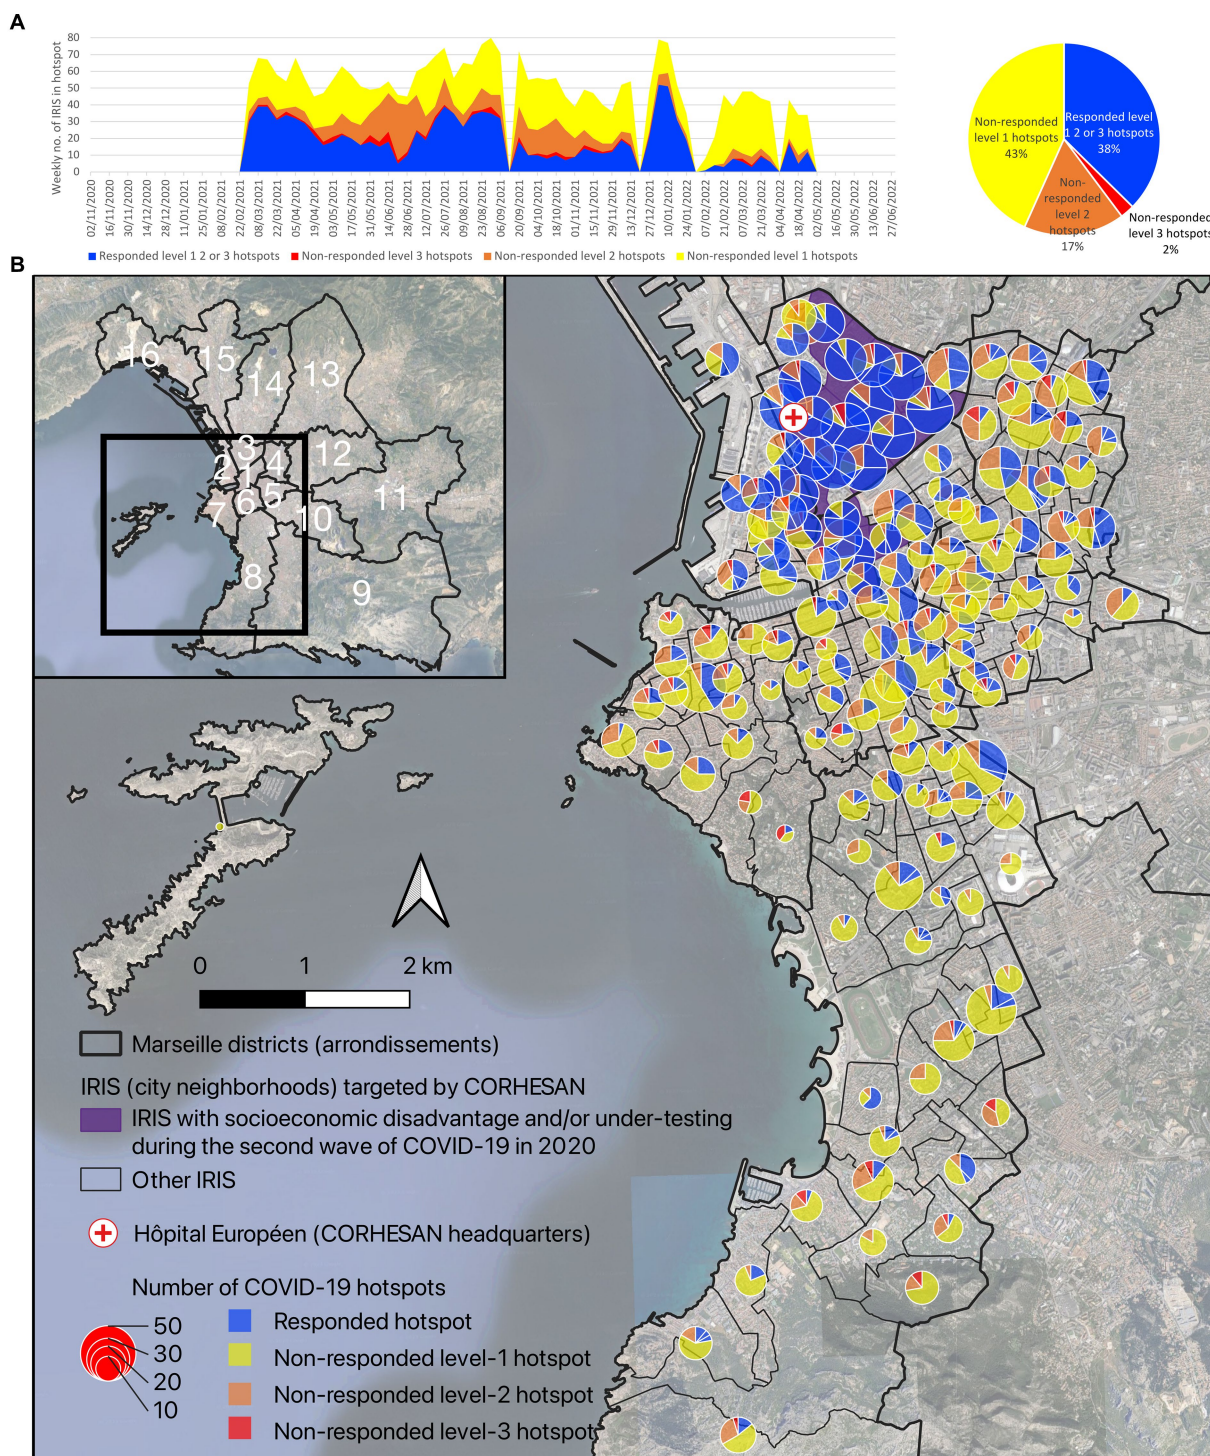 A
Weekly no. of IRIS in hotspot
80
70
60
50
40
30
20
10
0
02/11/2020
16/11/2020
30/11/2020
14/12/2020
28/12/2020
11/01/2021
25/01/2021
08/02/2021
22/02/2021
08/03/2021
22/03/2021
05/04/2021
19/04/2021
03/05/2021
17/05/2021
31/05/2021
14/06/2021
28/06/2021
12/07/2021
26/07/2021
09/08/2021
23/08/2021
06/09/2021
20/09/2021
04/10/2021
18/10/2021
01/11/2021
15/11/2021
29/11/2021
13/12/2021
27/12/2021
10/01/2022
24/01/2022
07/02/2022
21/02/2022
07/03/2022
21/03/2022
04/04/2022
18/04/2022
02/05/2022
16/05/2022
30/05/2022
13/06/2022
27/06/2022
Responded level 1 2 or 3 hotspots
Non-responded level 3 hotspots
Non-responded level 2 hotspots
Non-responded level 1 hotspots
Non-responded
level 1 hotspots
43%
Responded level
1 2 or 3 hotspots
38%
Non-
responded
level 2
hotspots
17%
Non-responded
level 3 hotspots
2%
B
16
15
14
13
3
2
4
12
1
5
6
11
7
10
8
9
0
1
2 km
Marseille districts (arrondissements)
IRIS (city neighborhoods) targeted by CORHESAN
IRIS with socioeconomic disadvantage and/or under-testing
during the second wave of COVID-19 in 2020
Other IRIS
Hôpital Européen (CORHESAN headquarters)
Number of COVID-19 hotspots
50
30
20
10
Responded hotspot
Non-responded level-1 hotspot
Non-responded level-2 hotspot
Non-responded level-3 hotspot